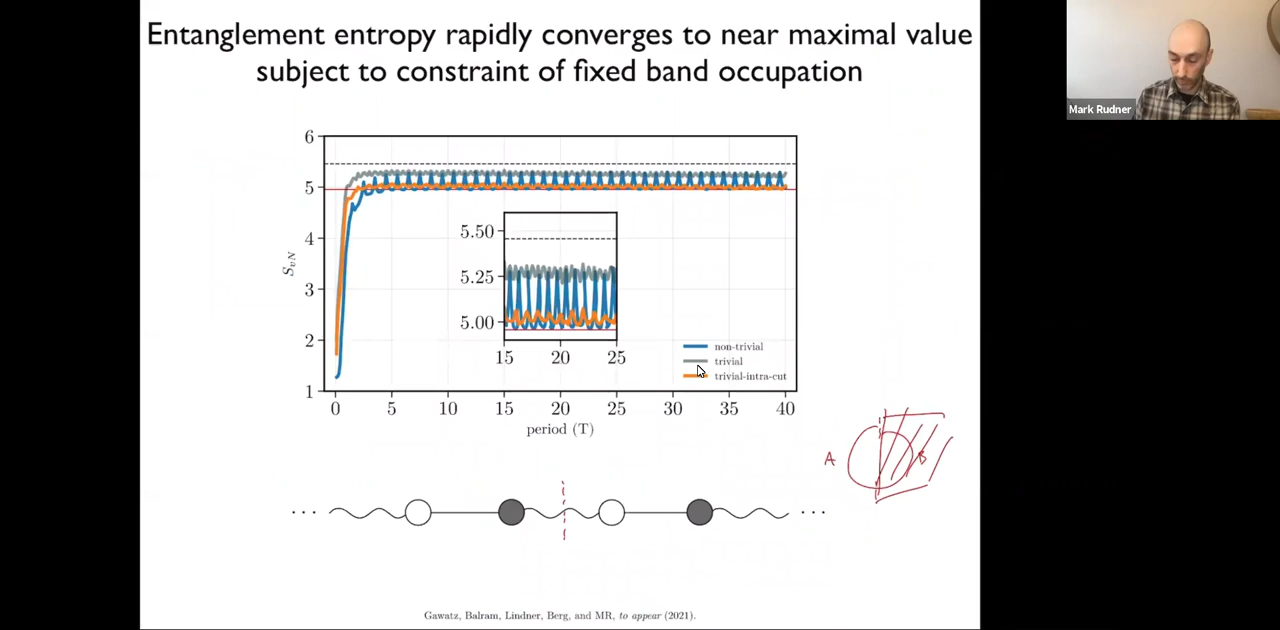 Entanglement entropy rapidly converges to near maximal value
subject to constraint of fixed band occupation
Mark Rudner
6
5
4
3
2
1
S_vN
5.50
5.25
5.00
15 20 25
non-trivial
trivial
trivial-intra-cut
0 5 10 15 20 25 30 35 40
period (T)
A B
... ...
Gawatz, Balram, Lindner, Berg, and MR, to appear (2021).